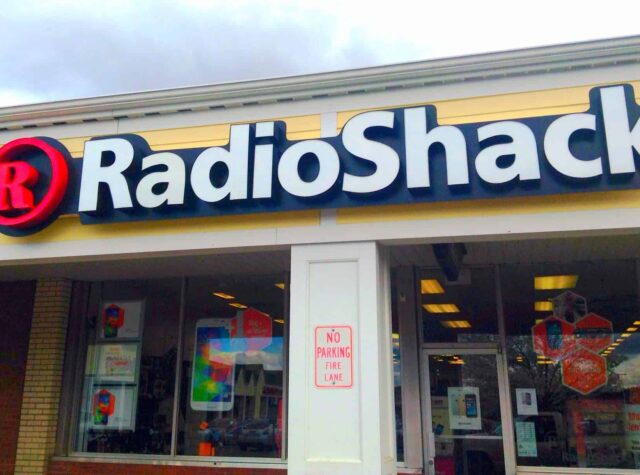 R RadioShack
NO
PARKING
FIRE
LANE